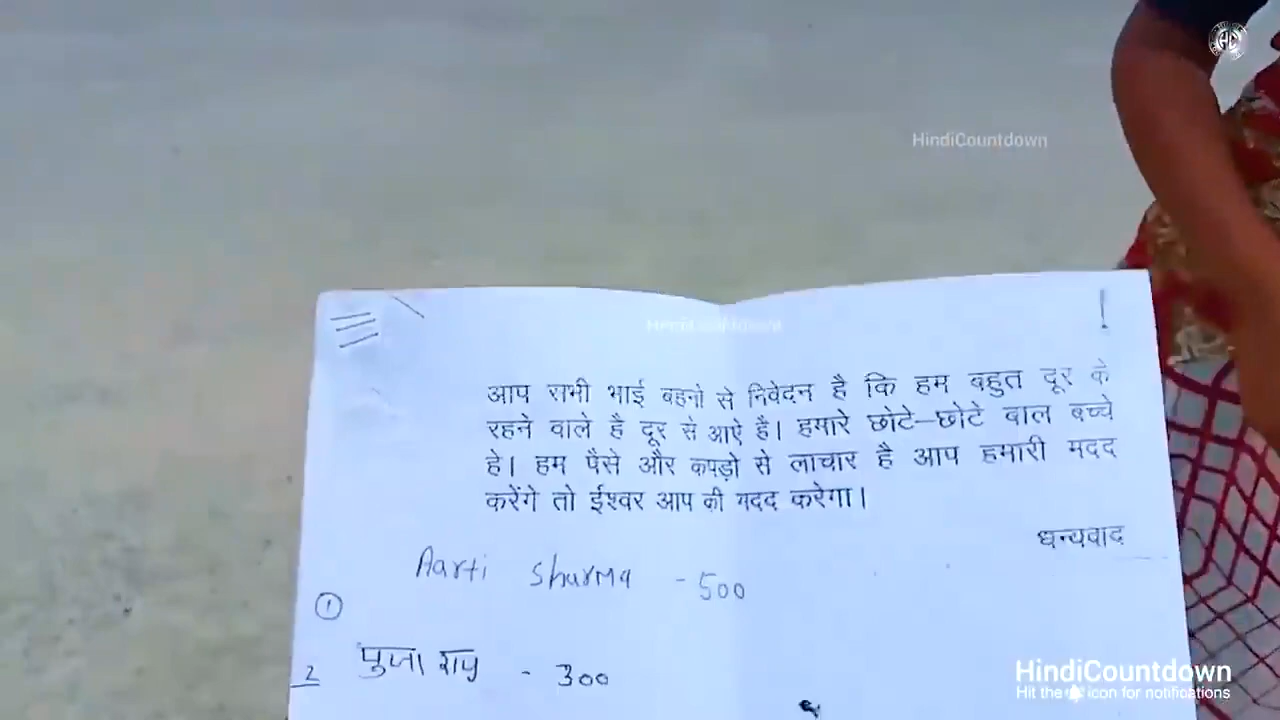 HindiCountdown
HindiCountdown
आप सभी भाई बहनो से निवेदन है कि हम बहुत दूर के
रहने वाले है दूर से आऐ है। हमारे छोटे–छोटे बाल बच्चे
हे। हम पैसे और कपड़ो से लाचार है आप हमारी मदद
करेंगे तो ईश्वर आप की मदद करेगा।
धन्यवाद
Aarti Sharma - 500
1
2 पुजा - 300
HindiCountdown
Hit the icon for notifications